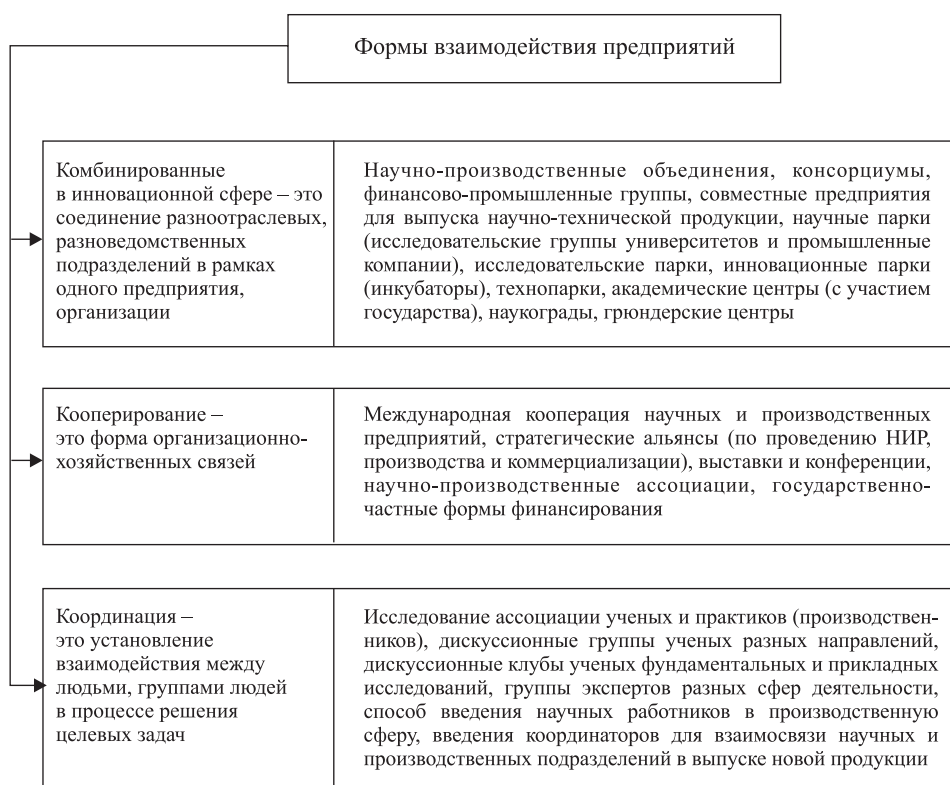 Формы взаимодействия предприятий
Комбинированные
в инновационной сфере – это
соединение разноотраслевых,
разноведомственных
подразделений в рамках
одного предприятия,
организации
Научно-производственные объединения, консорциумы,
финансово-промышленные группы, совместные предприятия
для выпуска научно-технической продукции, научные парки
(исследовательские группы университетов и промышленные
компании), исследовательские парки, инновационные парки
(инкубаторы), технопарки, академические центры (с участием
государства), наукограды, грюндерские центры
Кооперирование –
это форма организационно-
хозяйственных связей
Международная кооперация научных и производственных
предприятий, стратегические альянсы (по проведению НИР,
производства и коммерциализации), выставки и конференции,
научно-производственные ассоциации, государственно-
частные формы финансирования
Координация –
это установление
взаимодействия между
людьми, группами людей
в процессе решения
целевых задач
Исследование ассоциации ученых и практиков (производствен-
ников), дискуссионные группы ученых разных направлений,
дискуссионные клубы ученых фундаментальных и прикладных
исследований, группы экспертов разных сфер деятельности,
способ введения научных работников в производственную
сферу, введения координаторов для взаимосвязи научных и
производственных подразделений в выпуске новой продукции